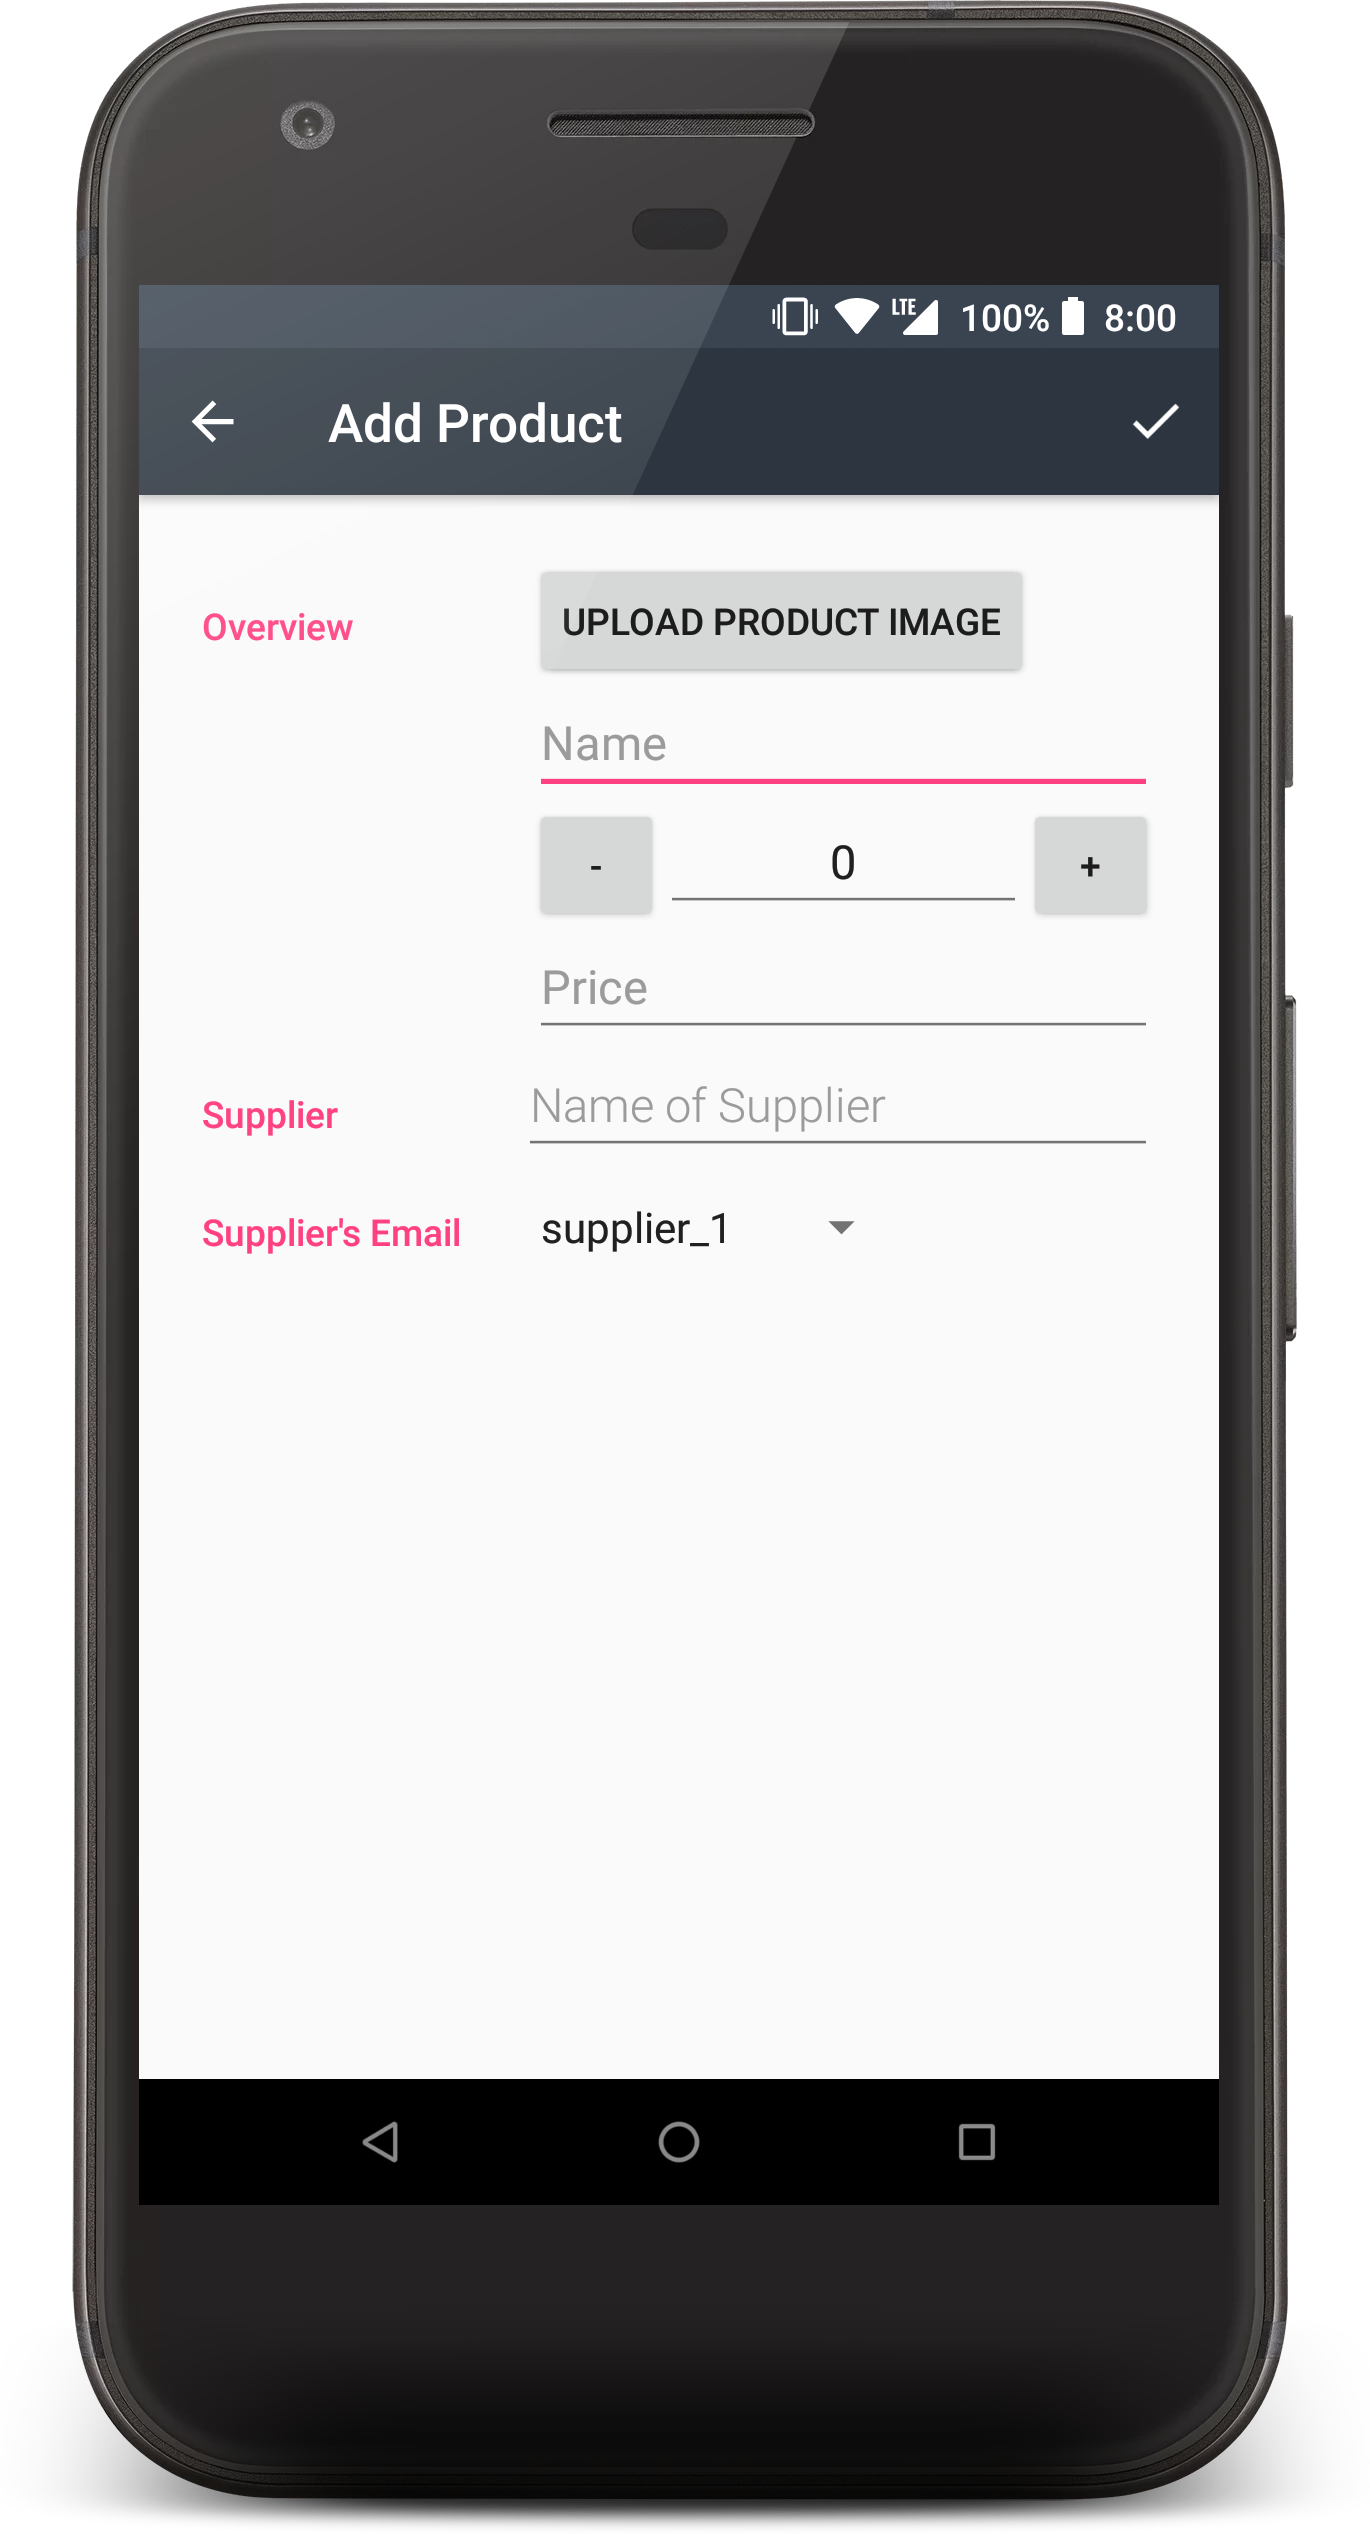 LTE 100% 8:00
Add Product
Overview UPLOAD PRODUCT IMAGE
Name
- 0 +
Price
Supplier Name of Supplier
Supplier's Email supplier_1